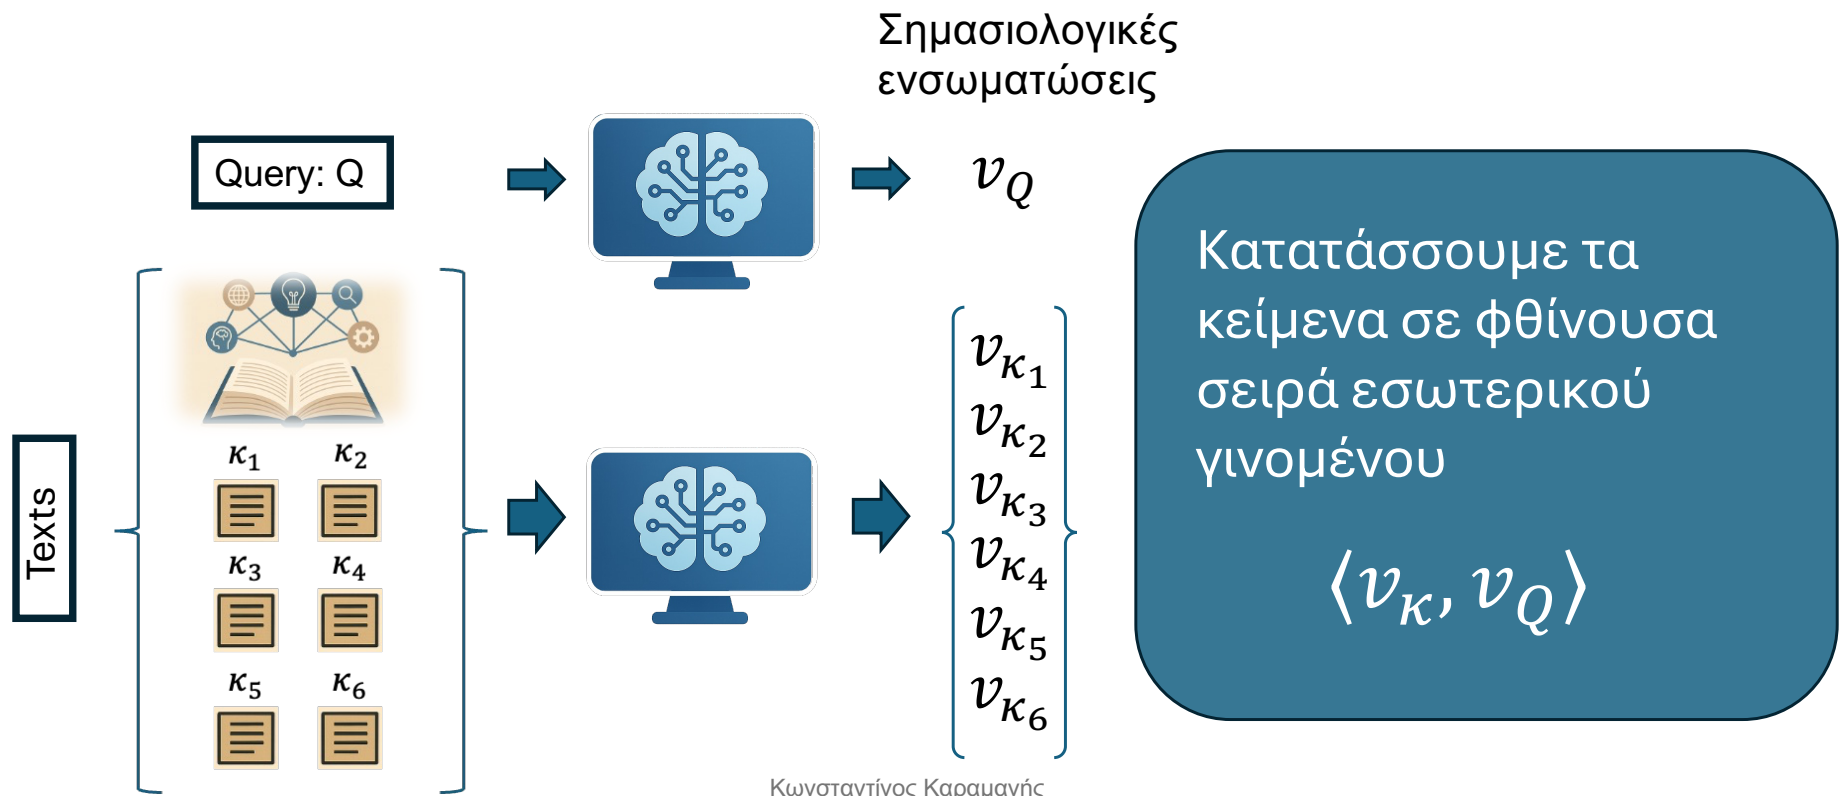 Σημασιολογικές
ενσωματώσεις
Query: Q
v_Q
Texts
κ₁ κ₂
κ₃ κ₄
κ₅ κ₆
v_κ₁
v_κ₂
v_κ₃
v_κ₄
v_κ₅
v_κ₆
Κατατάσσουμε τα
κείμενα σε φθίνουσα
σειρά εσωτερικού
γινομένου
⟨v_κ, v_Q⟩
Κωνσταντίνος Καραμανής